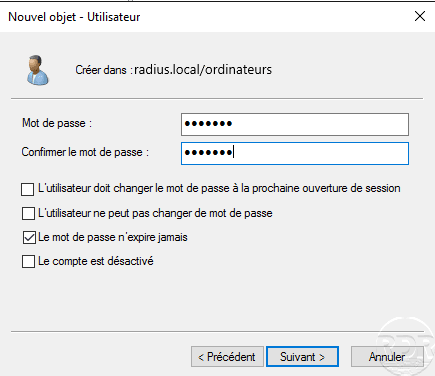 Nouvel objet - Utilisateur
Créer dans : radius.local/ordinateurs
Mot de passe :
●●●●●●●
Confirmer le mot de passe :
●●●●●●●
L'utilisateur doit changer le mot de passe à la prochaine ouverture de session
L'utilisateur ne peut pas changer de mot de passe
Le mot de passe n'expire jamais
Le compte est désactivé
< Précédent
Suivant >
Annuler
RDR